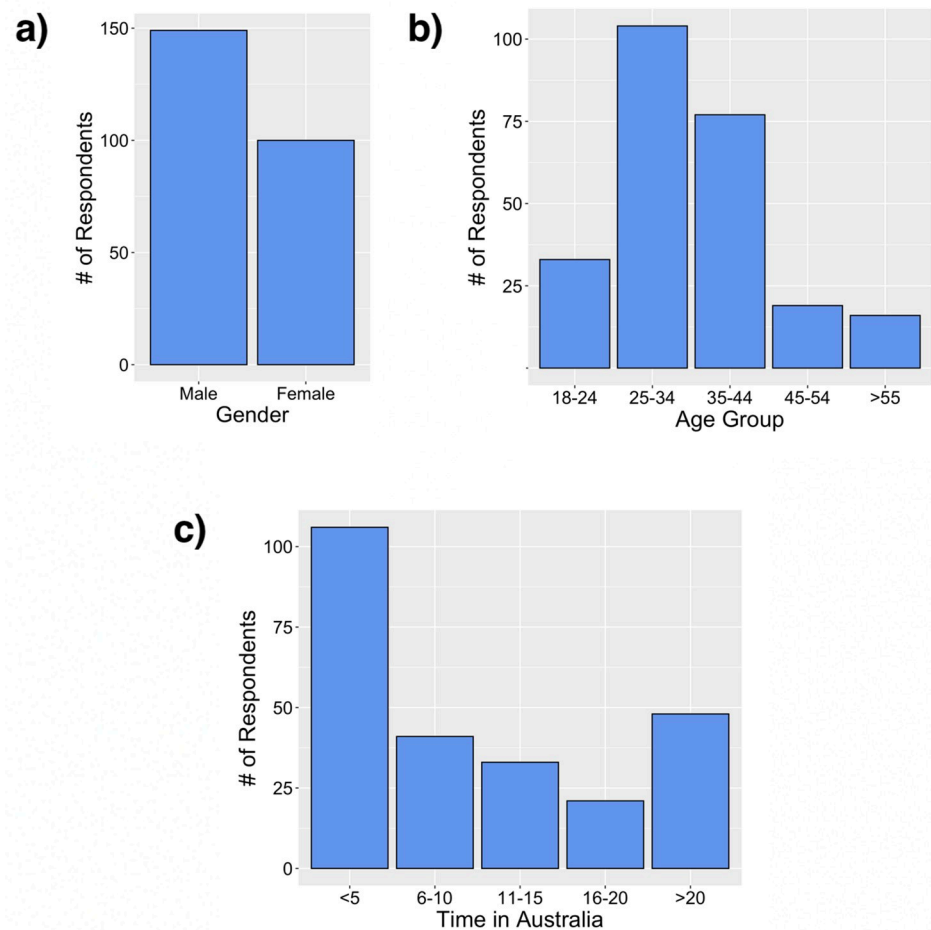 a)
150
100
50
0
# of Respondents
Male Female
Gender
b)
100
75
50
25
# of Respondents
18-24 25-34 35-44 45-54 >55
Age Group
c)
100
75
50
25
0
# of Respondents
<5 6-10 11-15 16-20 >20
Time in Australia